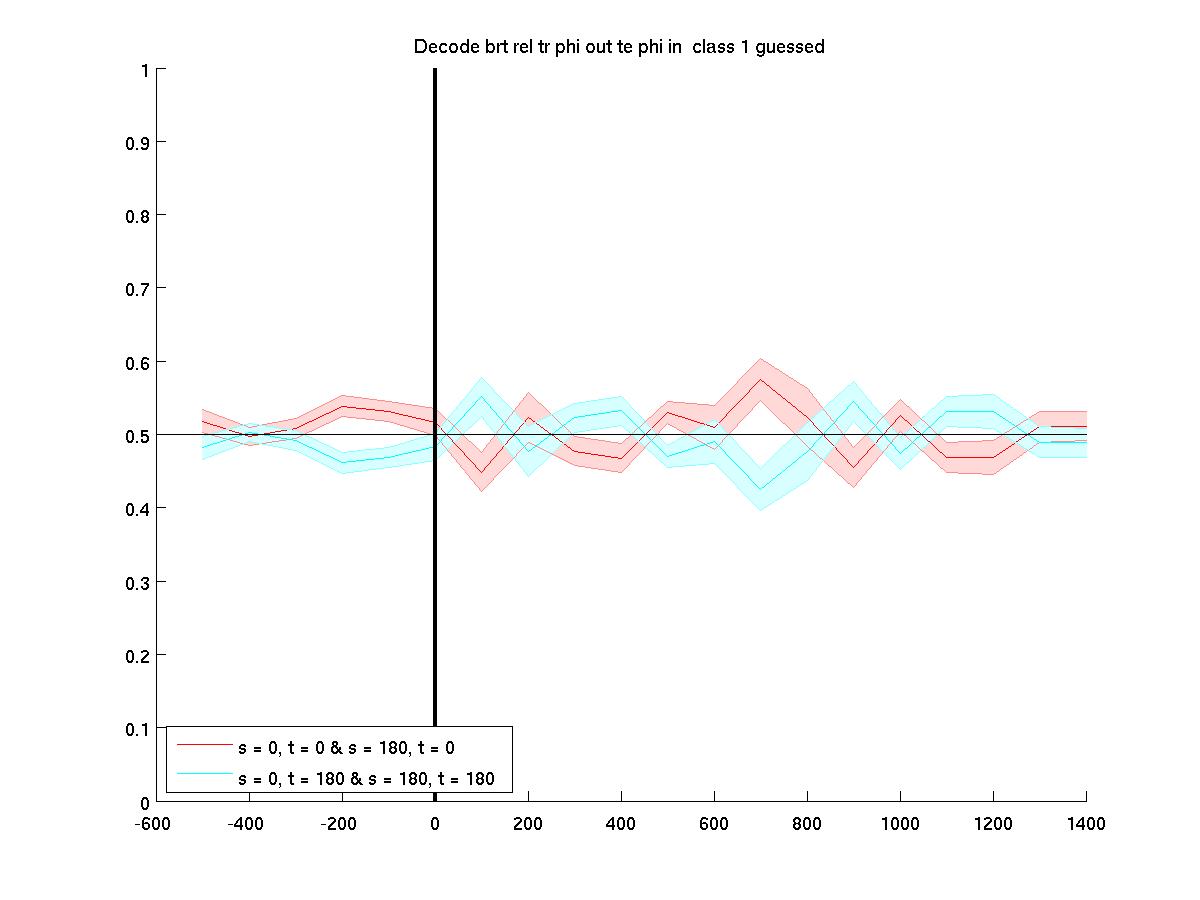 Decode brt rel tr phi out te phi in  class 1 guessed
1
0.9
0.8
0.7
0.6
0.5
0.4
0.3
0.2
0.1
0
s = 0, t = 0 & s = 180, t = 0
s = 0, t = 180 & s = 180, t = 180
-600 -400 -200 0 200 400 600 800 1000 1200 1400